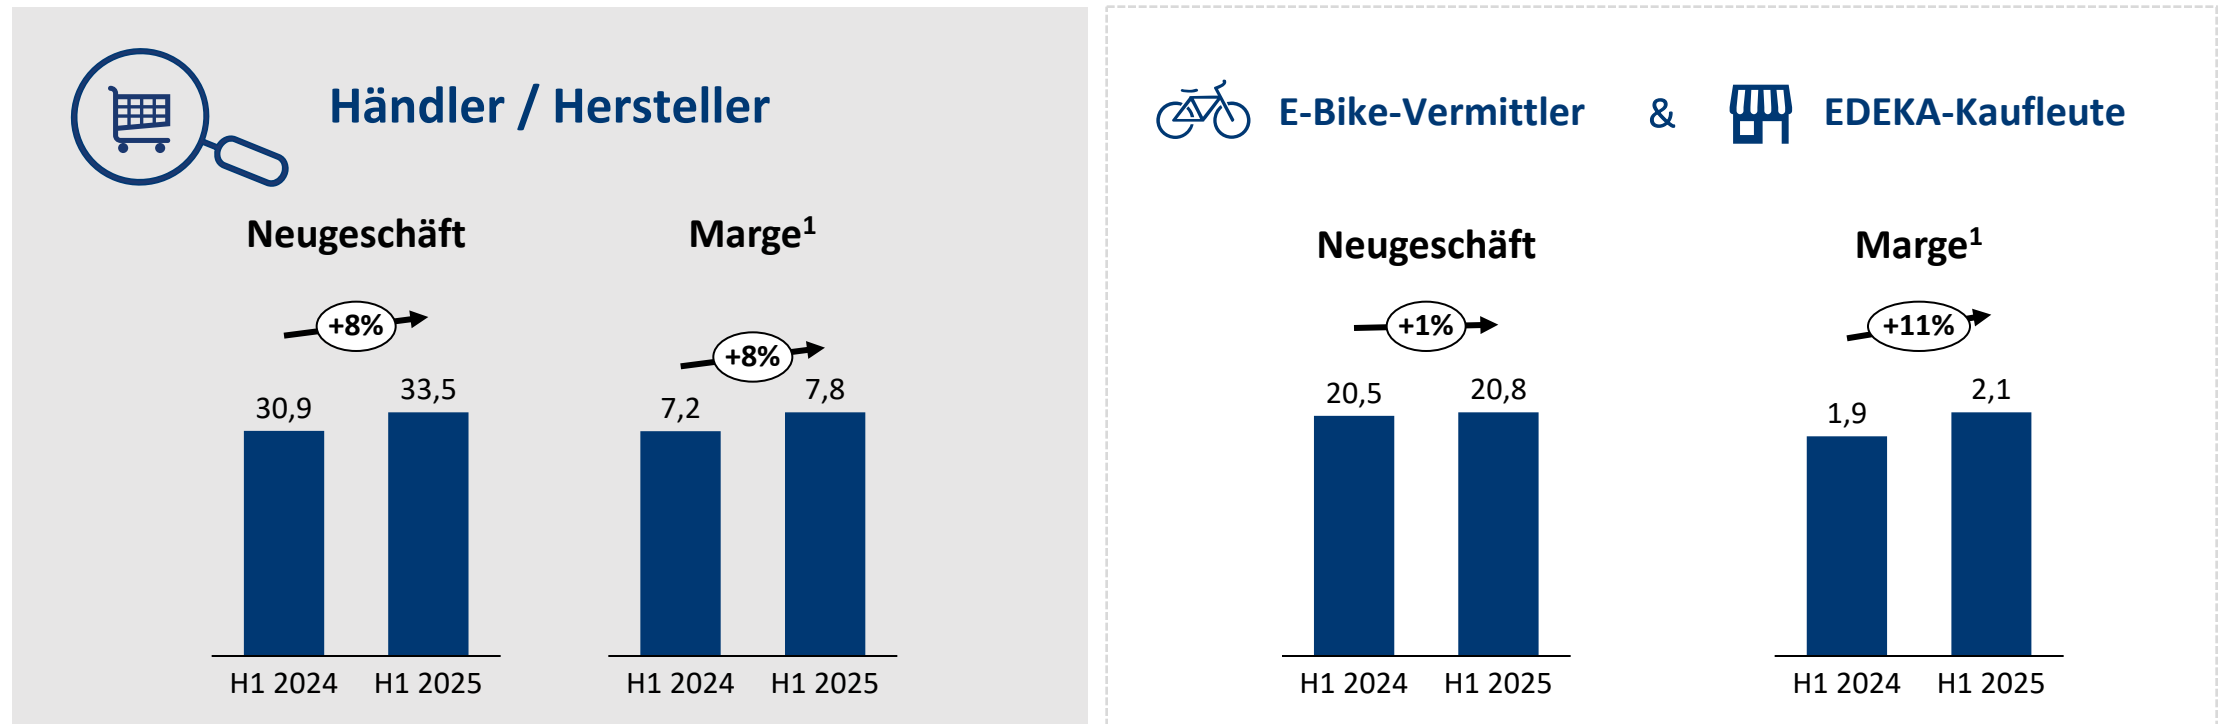 Händler / Hersteller
Neugeschäft
Marge¹
+8%
+8%
30,9
33,5
7,2
7,8
H1 2024
H1 2025
H1 2024
H1 2025
E-Bike-Vermittler & EDEKA-Kaufleute
Neugeschäft
Marge¹
+1%
+11%
20,5
20,8
1,9
2,1
H1 2024
H1 2025
H1 2024
H1 2025